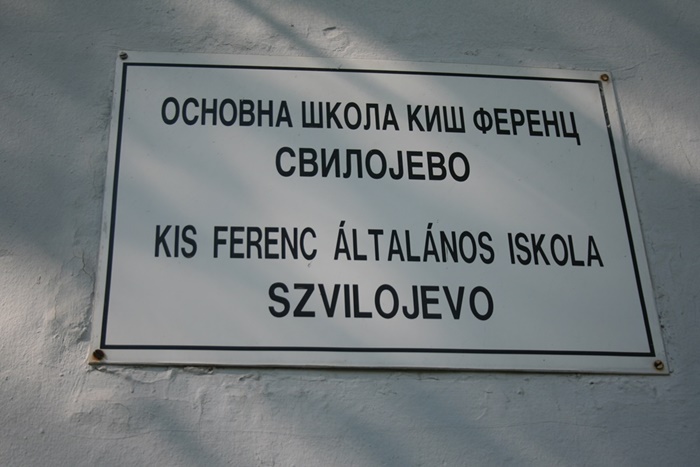 ОСНОВНА ШКОЛА КИШ ФЕРЕНЦ
СВИЛОЈЕВО
KIS FERENC ÁLTALÁNOS ISKOLA
SZVILOJEVO